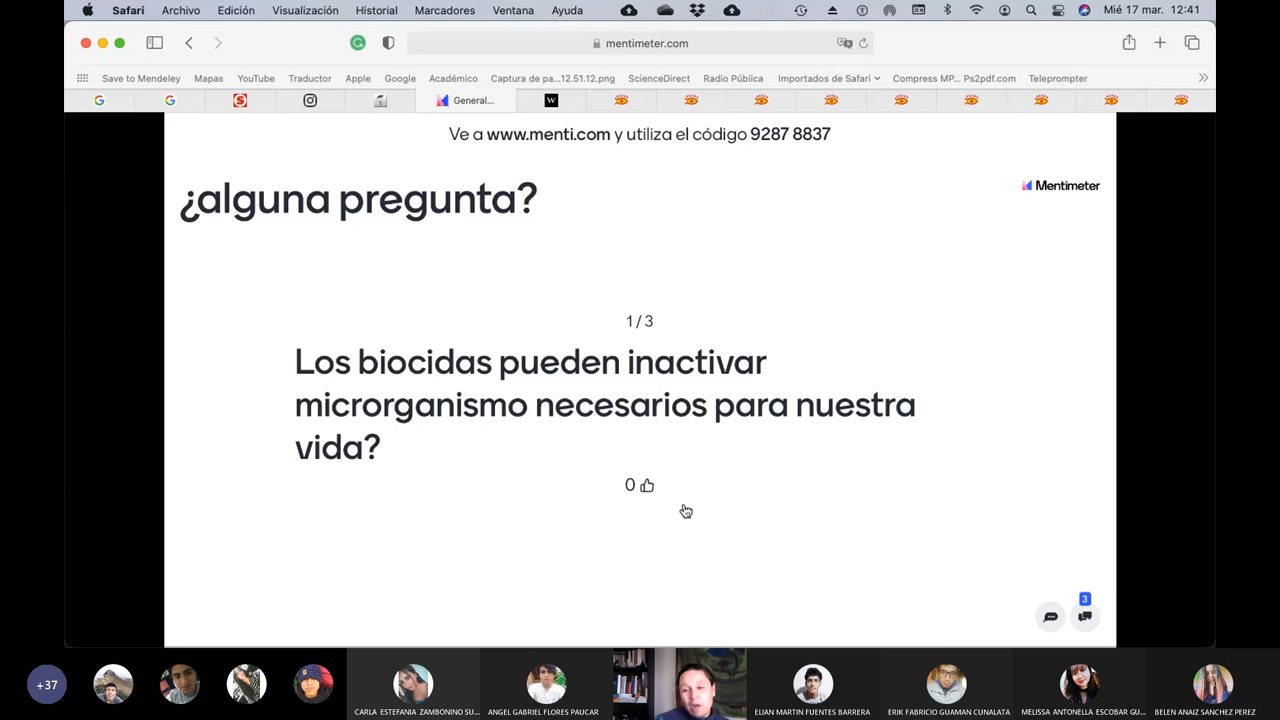 Safari Archivo Edición Visualización Historial Marcadores Ventana Ayuda Mié 17 mar. 12:41
mentimeter.com
Save to Mendeley Mapas YouTube Traductor Apple Google Académico Captura de pa...12.51.12.png ScienceDirect Radio Pública Importados de Safari Compress MP... Ps2pdf.com Teleprompter
G G S General... W
Ve a www.menti.com y utiliza el código 9287 8837
¿alguna pregunta?
Mentimeter
1 / 3
Los biocidas pueden inactivar
microrganismo necesarios para nuestra
vida?
0
3
+37
CARLA ESTEFANIA ZAMBONINO SU... ANGEL GABRIEL FLORES PAUCAR ELIAN MARTIN FUENTES BARRERA ERIK FABRICIO GUAMAN CUNALATA MELISSA ANTONELLA ESCOBAR GU... BELEN ANAIZ SANCHEZ PEREZ